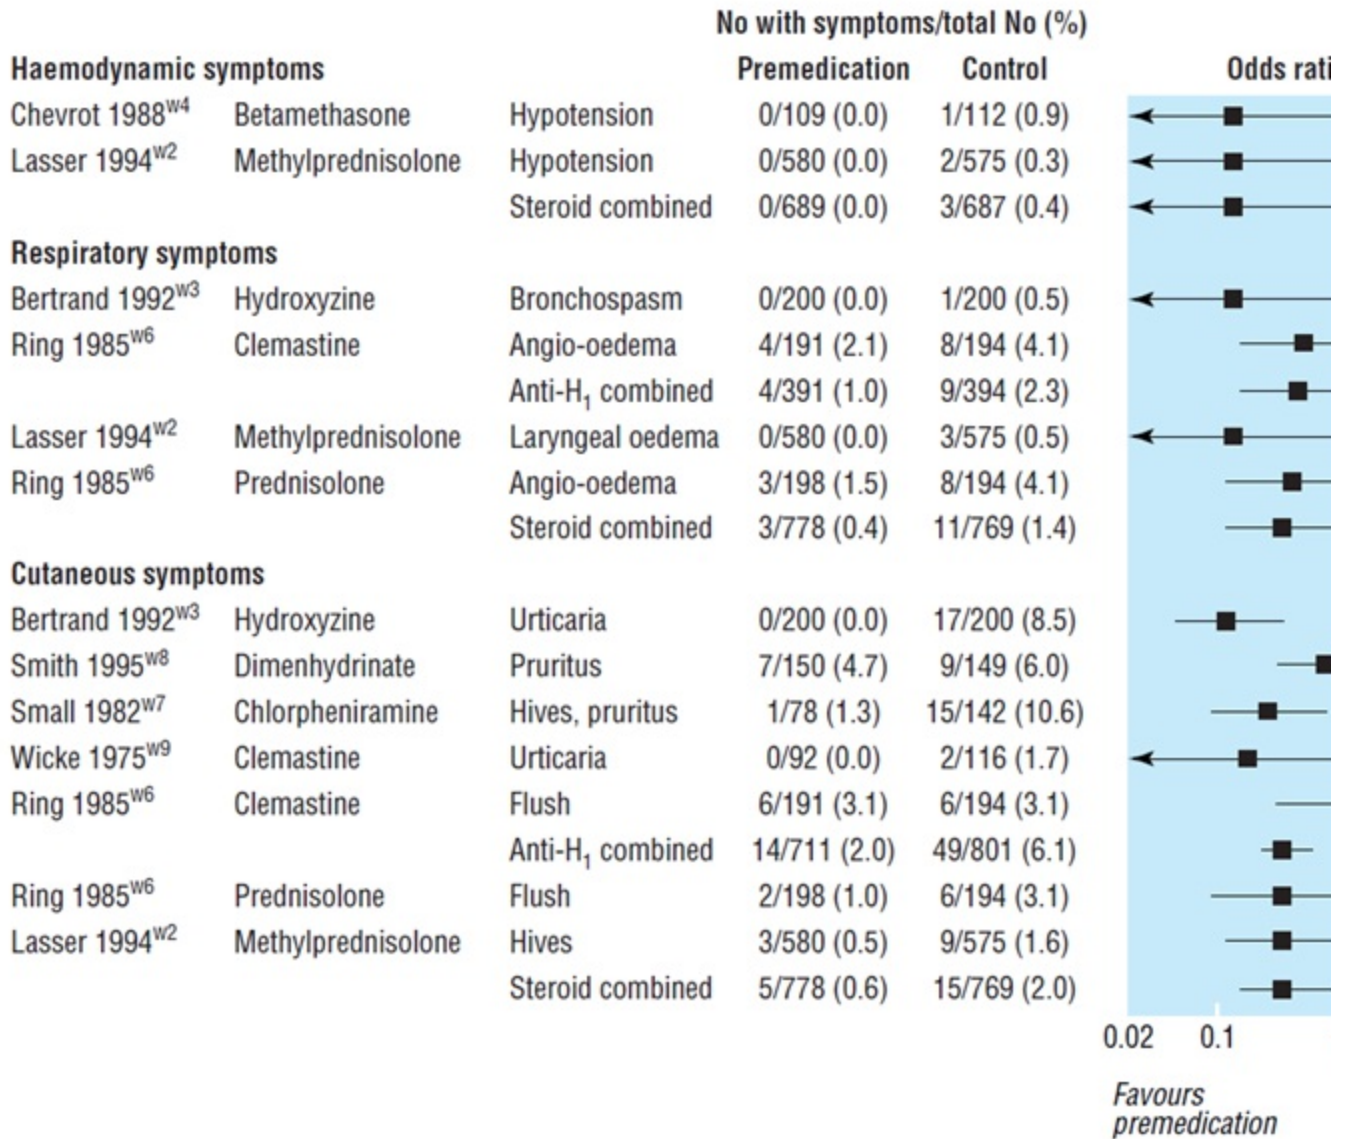 No with symptoms/total No (%)
Haemodynamic symptoms Premedication Control Odds rati
Chevrot 1988w4 Betamethasone Hypotension 0/109 (0.0) 1/112 (0.9)
Lasser 1994w2 Methylprednisolone Hypotension 0/580 (0.0) 2/575 (0.3)
Steroid combined 0/689 (0.0) 3/687 (0.4)
Respiratory symptoms
Bertrand 1992w3 Hydroxyzine Bronchospasm 0/200 (0.0) 1/200 (0.5)
Ring 1985w6 Clemastine Angio-oedema 4/191 (2.1) 8/194 (4.1)
Anti-H1 combined 4/391 (1.0) 9/394 (2.3)
Lasser 1994w2 Methylprednisolone Laryngeal oedema 0/580 (0.0) 3/575 (0.5)
Ring 1985w6 Prednisolone Angio-oedema 3/198 (1.5) 8/194 (4.1)
Steroid combined 3/778 (0.4) 11/769 (1.4)
Cutaneous symptoms
Bertrand 1992w3 Hydroxyzine Urticaria 0/200 (0.0) 17/200 (8.5)
Smith 1995w8 Dimenhydrinate Pruritus 7/150 (4.7) 9/149 (6.0)
Small 1982w7 Chlorpheniramine Hives, pruritus 1/78 (1.3) 15/142 (10.6)
Wicke 1975w9 Clemastine Urticaria 0/92 (0.0) 2/116 (1.7)
Ring 1985w6 Clemastine Flush 6/191 (3.1) 6/194 (3.1)
Anti-H1 combined 14/711 (2.0) 49/801 (6.1)
Ring 1985w6 Prednisolone Flush 2/198 (1.0) 6/194 (3.1)
Lasser 1994w2 Methylprednisolone Hives 3/580 (0.5) 9/575 (1.6)
Steroid combined 5/778 (0.6) 15/769 (2.0)
0.02 0.1
Favours
premedication